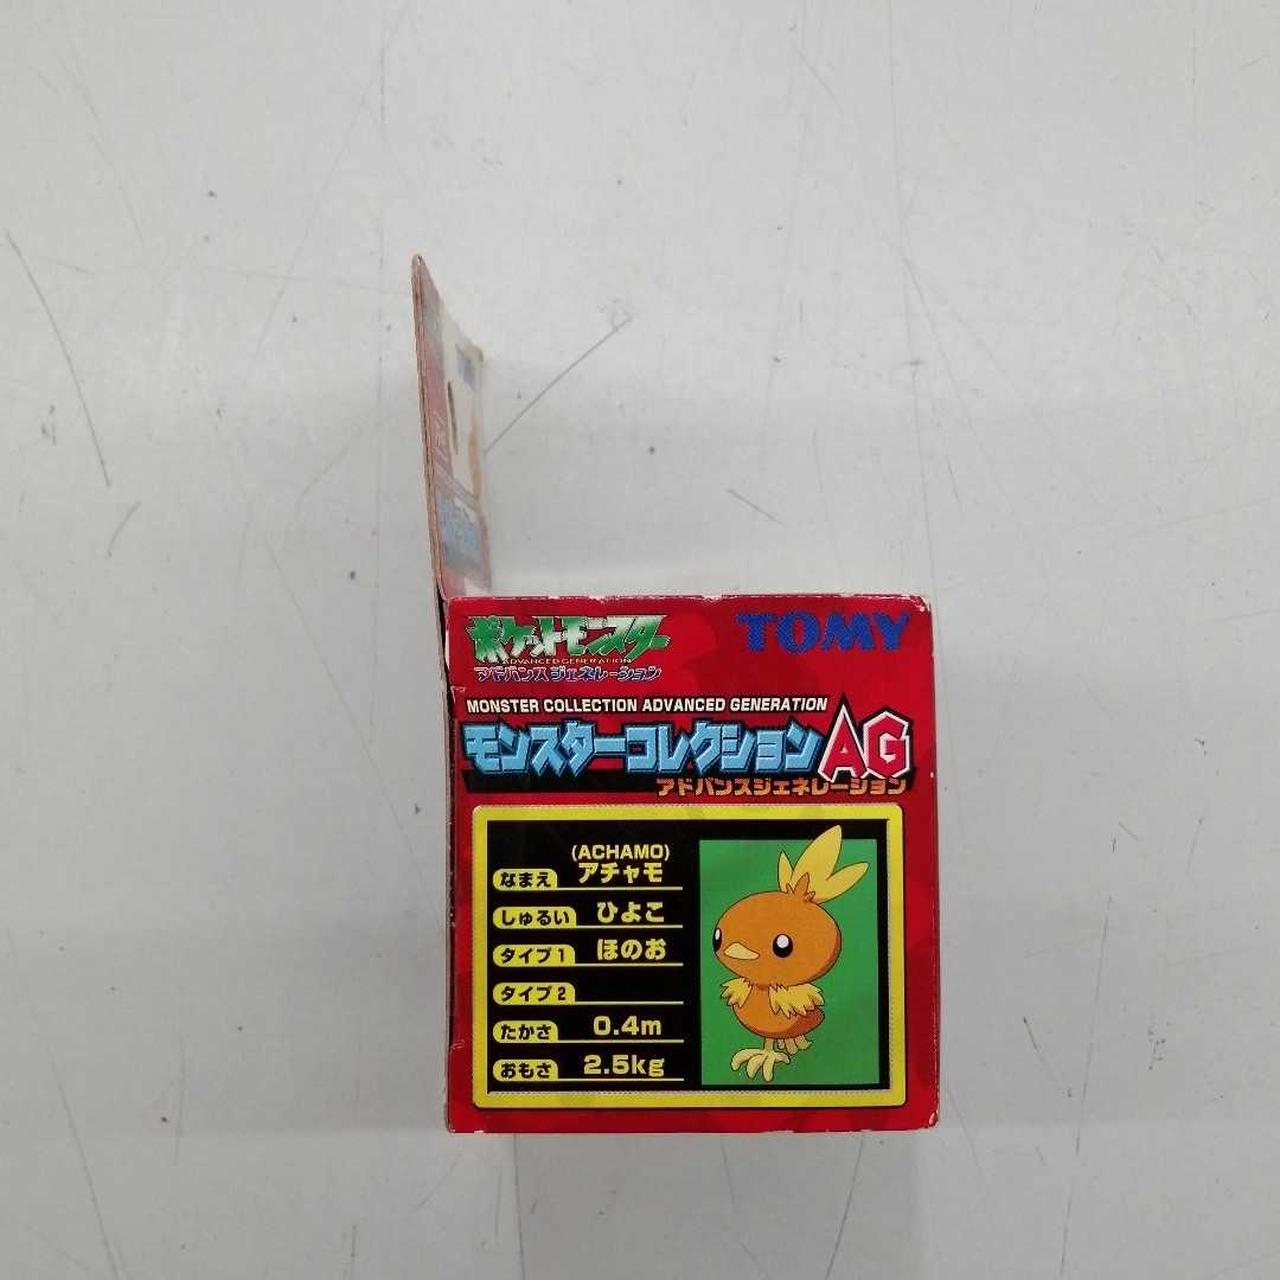 ポケットモンスター
TOMY
ADVANCED GENERATION
アドバンスジェネレーション
MONSTER COLLECTION ADVANCED GENERATION
モンスターコレクションAG
アドバンスジェネレーション
(ACHAMO)
なまえ アチャモ
しゅるい ひよこ
タイプ1 ほのお
タイプ2
たかさ 0.4m
おもさ 2.5kg